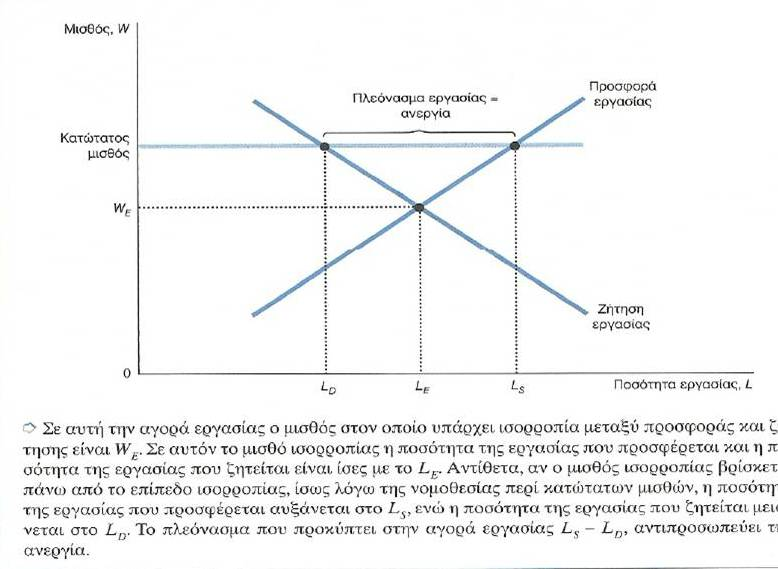 Μισθός, W
Προσφορά
εργασίας
Πλεόνασμα εργασίας =
ανεργία
Κατώτατος
μισθός
W_E
Ζήτηση
εργασίας
0
L_D L_E L_S Ποσότητα εργασίας, L
➪ Σε αυτή την αγορά εργασίας ο μισθός στον οποίο υπάρχει ισορροπία μεταξύ προσφοράς και ζ
τησης είναι W_E. Σε αυτόν το μισθό ισορροπίας η ποσότητα της εργασίας που προσφέρεται και η π
σότητα της εργασίας που ζητείται είναι ίσες με το L_E. Αντίθετα, αν ο μισθός ισορροπίας βρίσκετ
πάνω από το επίπεδο ισορροπίας, ίσως λόγω της νομοθεσίας περί κατώτατων μισθών, η ποσότη
της εργασίας που προσφέρεται αυξάνεται στο L_S, ενώ η ποσότητα της εργασίας που ζητείται μει
νεται στο L_D. Το πλεόνασμα που προκύπτει στην αγορά εργασίας L_S – L_D, αντιπροσωπεύει τ
ανεργία.